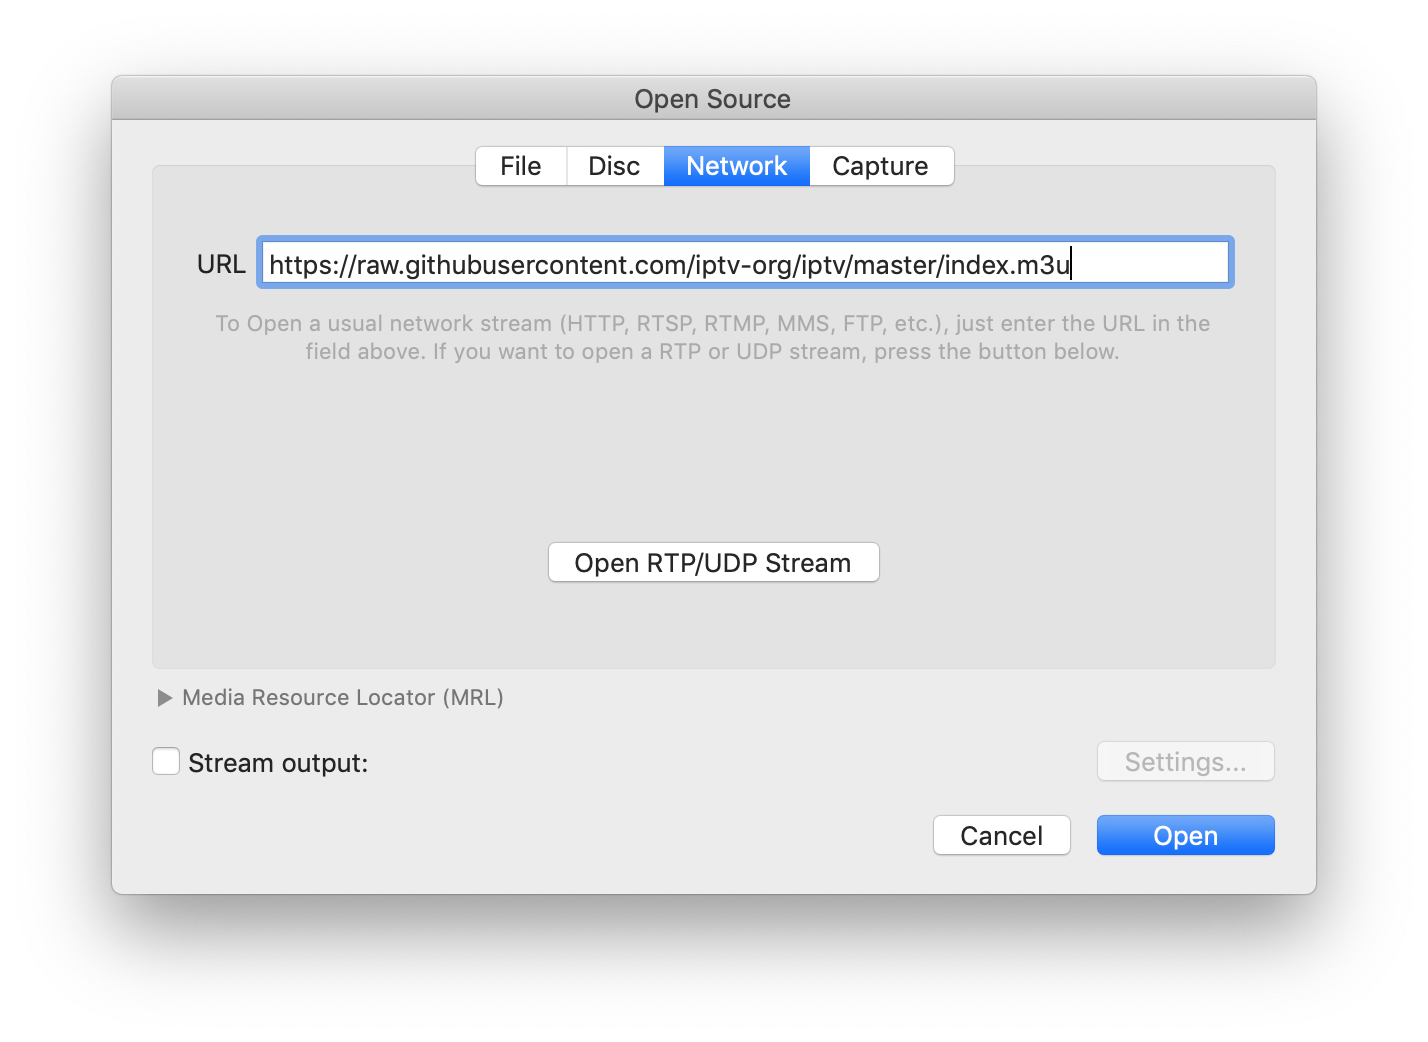 Open Source
File Disc Network Capture
URL https://raw.githubusercontent.com/iptv-org/iptv/master/index.m3u
To Open a usual network stream (HTTP, RTSP, RTMP, MMS, FTP, etc.), just enter the URL in the
field above. If you want to open a RTP or UDP stream, press the button below.
Open RTP/UDP Stream
Media Resource Locator (MRL)
Stream output:
Settings...
Cancel Open